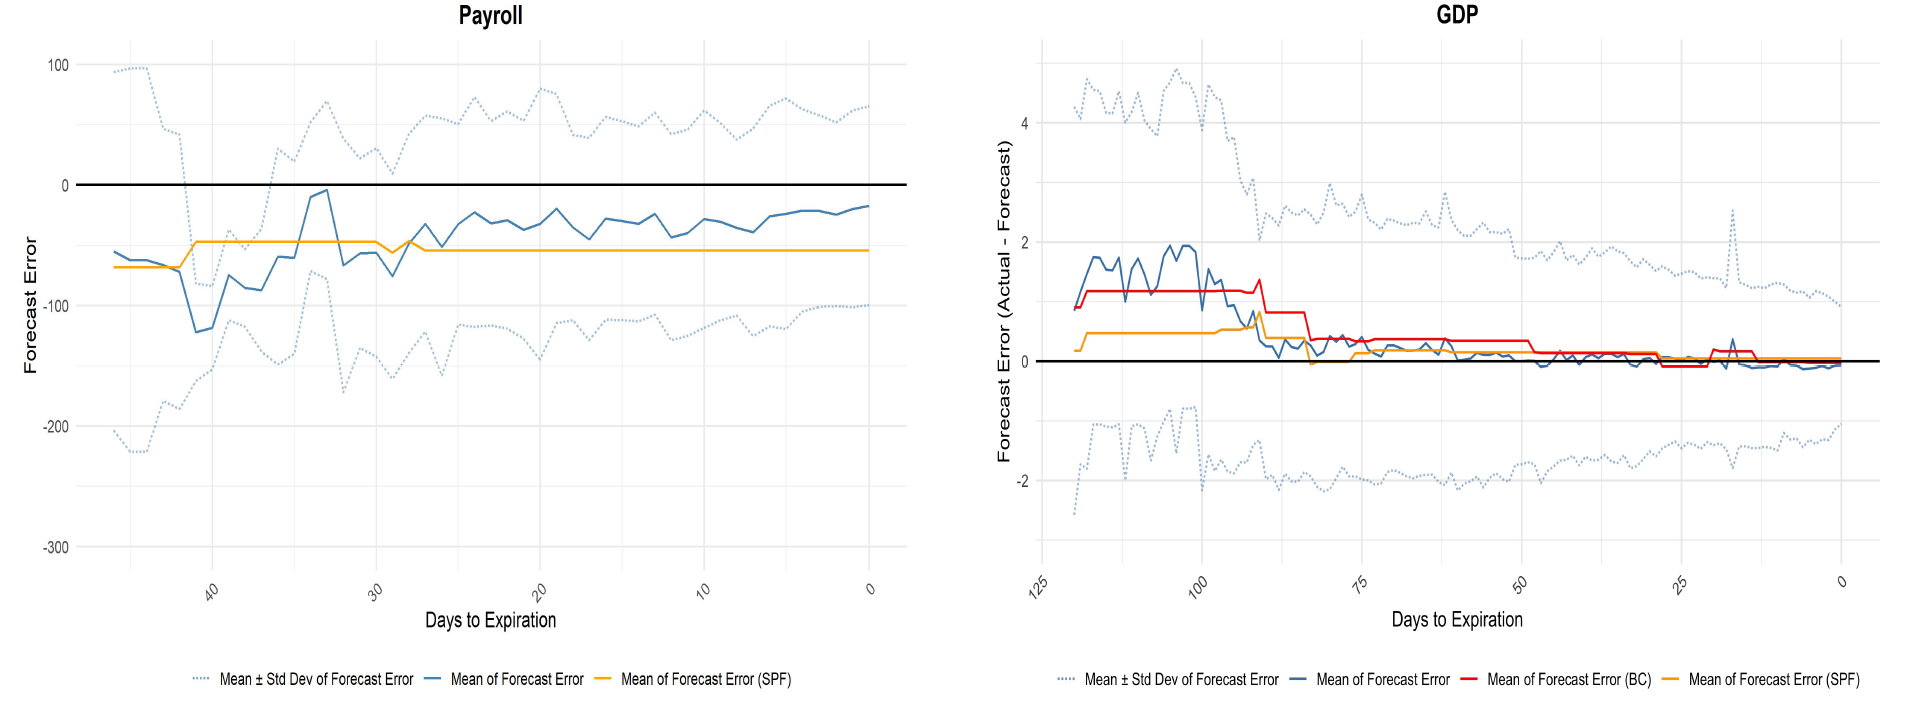 Payroll
Forecast Error
100
0
-100
-200
-300
40
30
20
10
0
Days to Expiration
Mean ± Std Dev of Forecast Error
Mean of Forecast Error
Mean of Forecast Error (SPF)
GDP
Forecast Error (Actual - Forecast)
4
2
0
-2
125
100
75
50
25
0
Days to Expiration
Mean ± Std Dev of Forecast Error
Mean of Forecast Error
Mean of Forecast Error (BC)
Mean of Forecast Error (SPF)